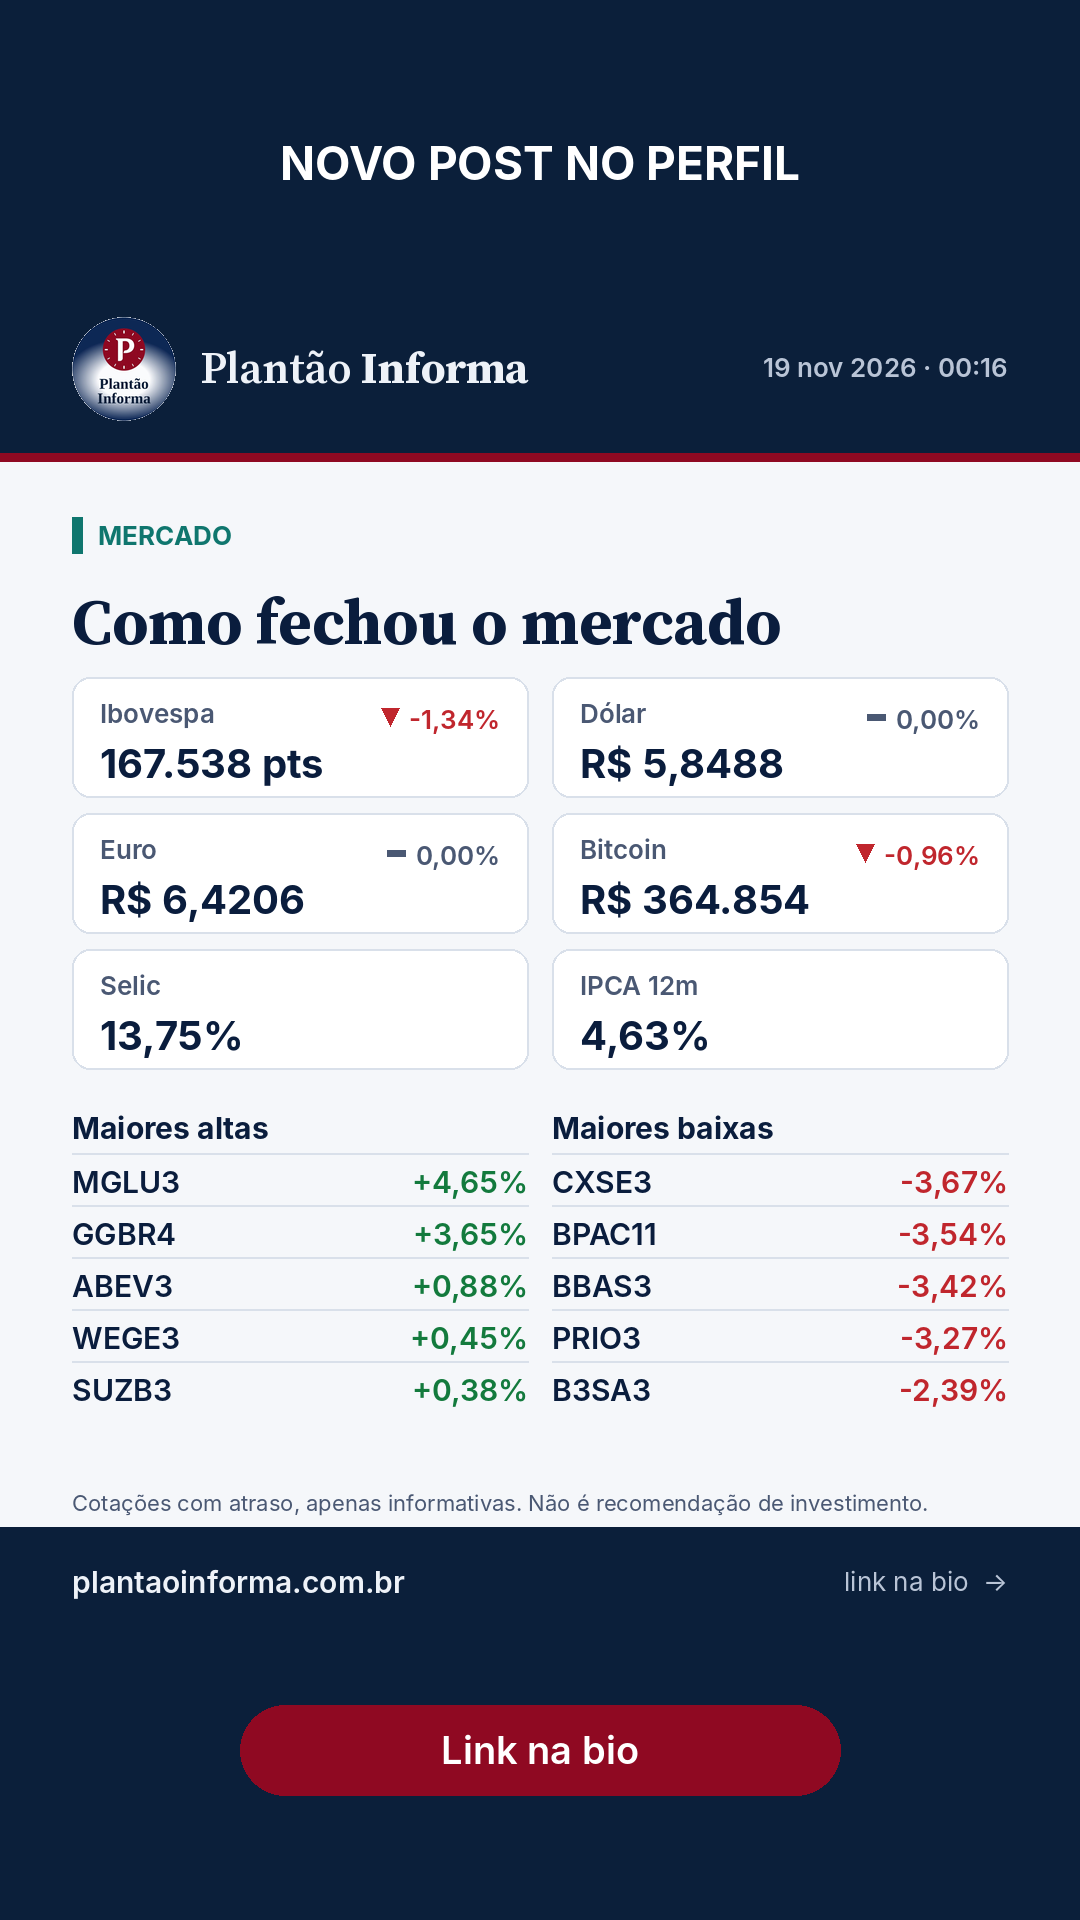 NOVO POST NO PERFIL
P
Plantão
Informa
Plantão Informa
19 nov 2026 · 00:16
MERCADO
Como fechou o mercado
Ibovespa ▼ -1,34%
167.538 pts
Dólar 0,00%
R$ 5,8488
Euro 0,00%
R$ 6,4206
Bitcoin ▼ -0,96%
R$ 364.854
Selic
13,75%
IPCA 12m
4,63%
Maiores altas
MGLU3 +4,65%
GGBR4 +3,65%
ABEV3 +0,88%
WEGE3 +0,45%
SUZB3 +0,38%
Maiores baixas
CXSE3 -3,67%
BPAC11 -3,54%
BBAS3 -3,42%
PRIO3 -3,27%
B3SA3 -2,39%
Cotações com atraso, apenas informativas. Não é recomendação de investimento.
plantaoinforma.com.br
link na bio →
Link na bio